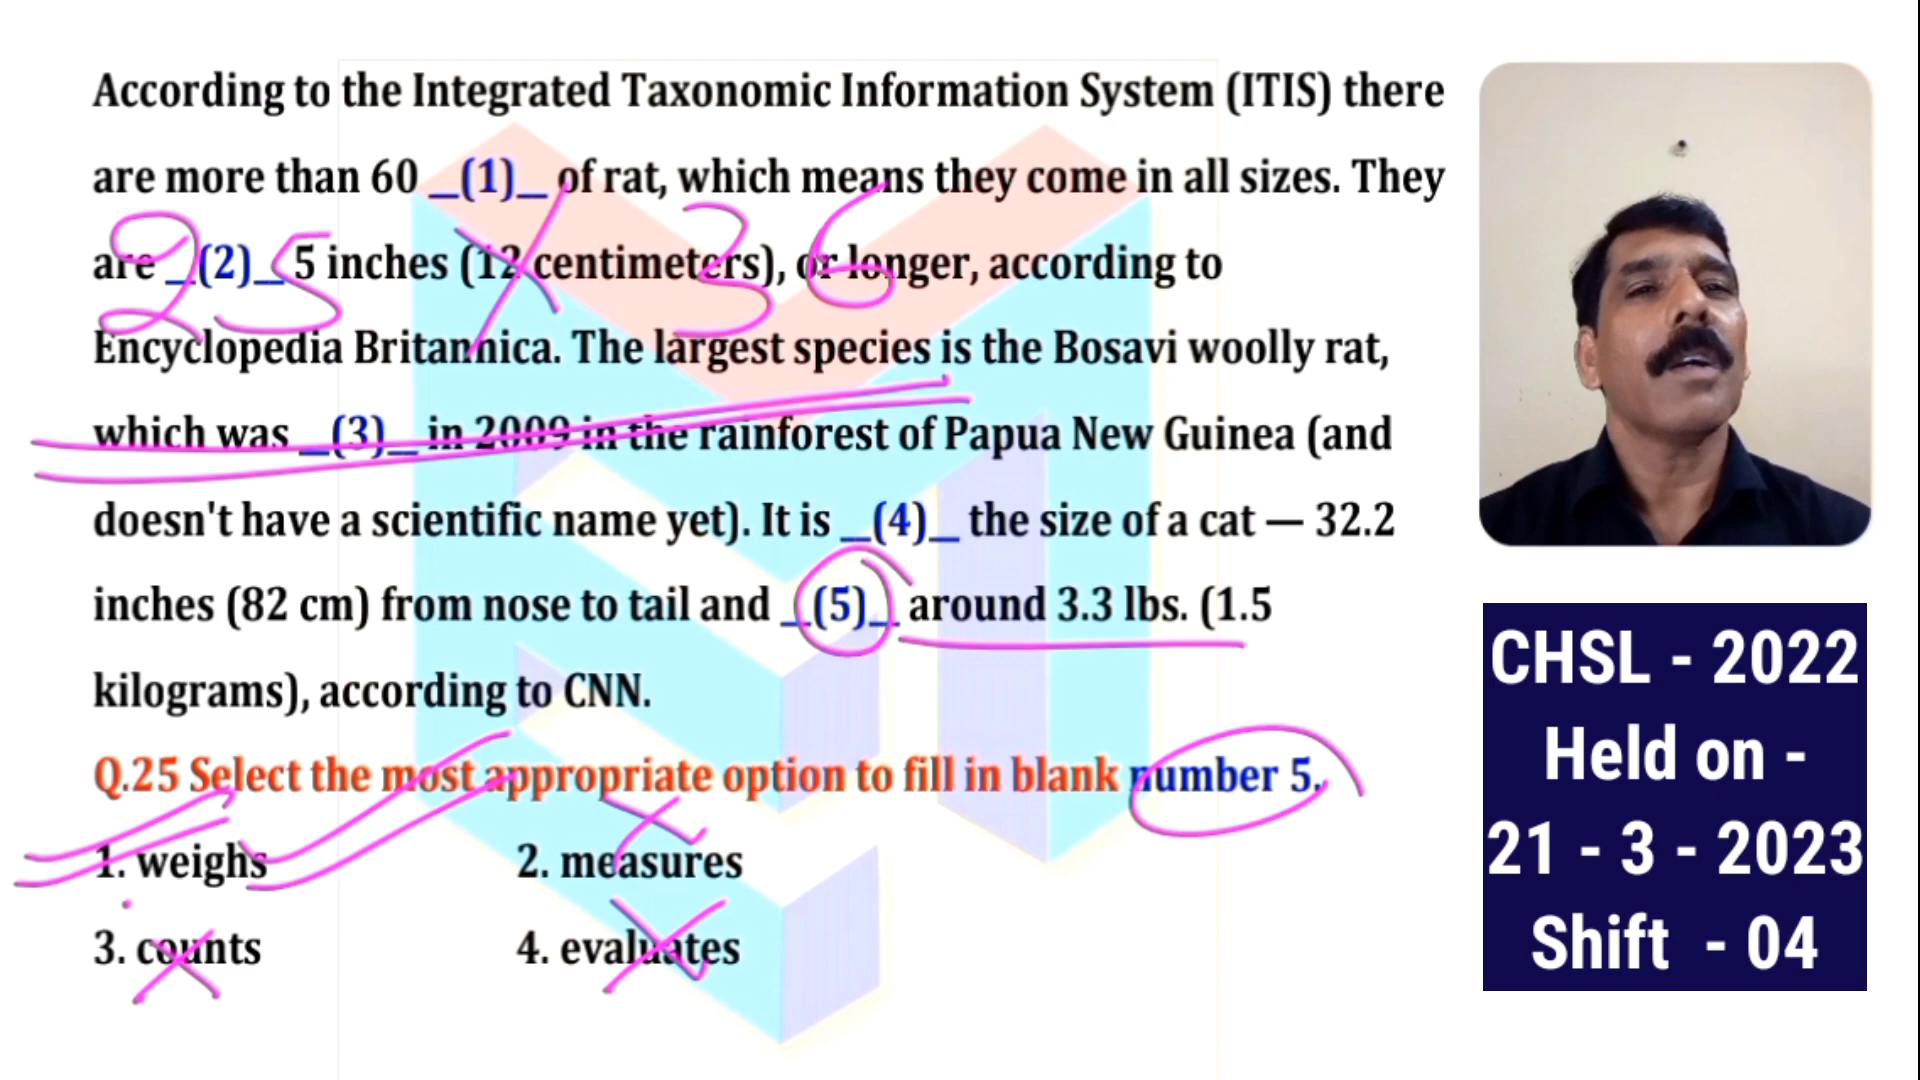 According to the Integrated Taxonomic Information System (ITIS) there
are more than 60 _(1)_ of rat, which means they come in all sizes. They
are _(2)_ 5 inches (12 centimeters), or longer, according to
25 X 36
Encyclopedia Britannica. The largest species is the Bosavi woolly rat,
which was _(3)_ in 2009 in the rainforest of Papua New Guinea (and
doesn't have a scientific name yet). It is _(4)_ the size of a cat — 32.2
inches (82 cm) from nose to tail and _(5)_ around 3.3 lbs. (1.5
kilograms), according to CNN.
Q.25 Select the most appropriate option to fill in blank number 5.
1. weighs 2. measures
3. counts 4. evaluates
CHSL - 2022
Held on -
21 - 3 - 2023
Shift - 04